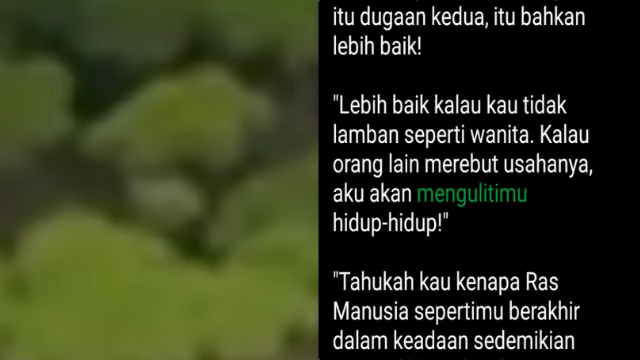 itu dugaan kedua, itu bahkan
lebih baik!
"Lebih baik kalau kau tidak
lamban seperti wanita. Kalau
orang lain merebut usahanya,
aku akan mengulitimu
hidup-hidup!"
"Tahukah kau kenapa Ras
Manusia sepertimu berakhir
dalam keadaan sedemikian